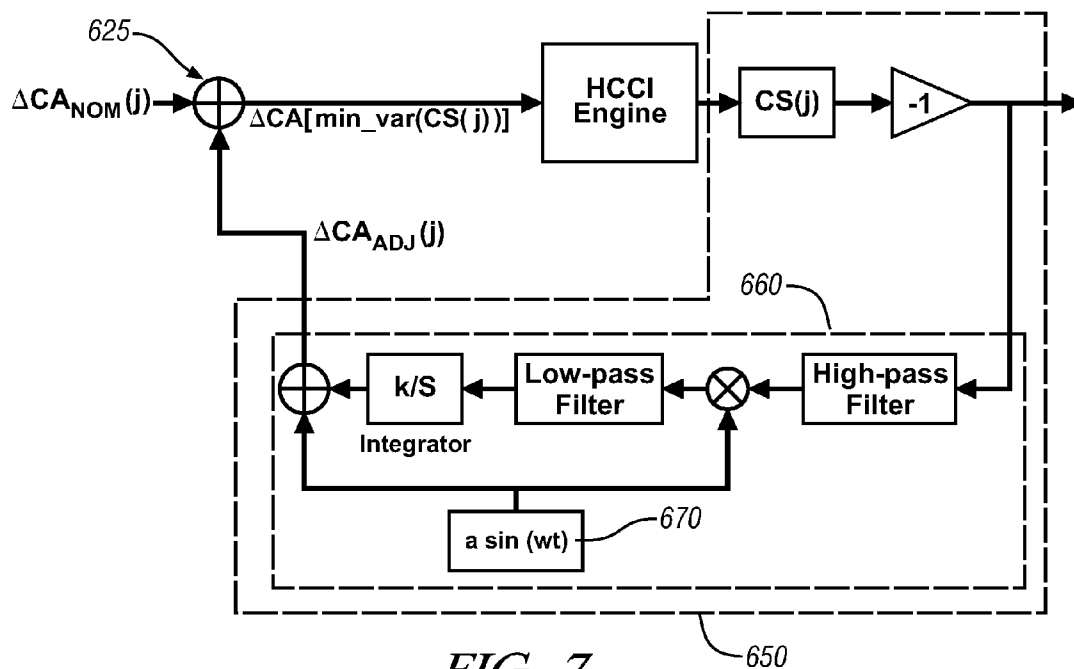 625
ΔCA_NOM(j)
ΔCA[min_var(CS(j))]
HCCI
Engine
CS(j)
-1
ΔCA_ADJ(j)
660
k/S
Integrator
Low-pass
Filter
High-pass
Filter
a sin (wt)
670
650
FIG. 7